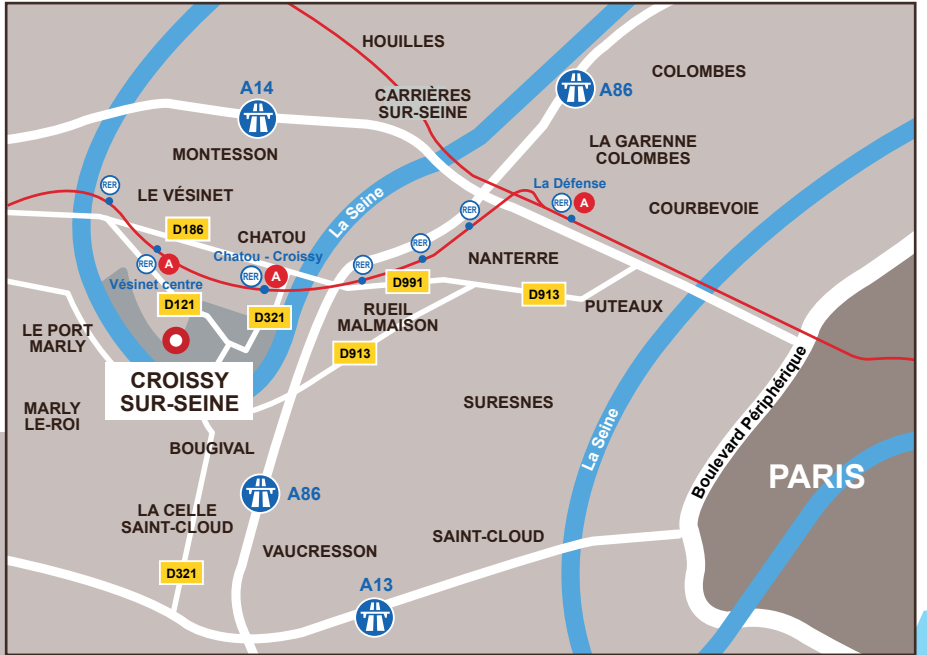 HOUILLES
COLOMBES
A14
A86
CARRIÈRES
SUR-SEINE
LA GARENNE
COLOMBES
MONTESSON
RER
LE VÉSINET
La Défense
RER A
COURBEVOIE
La Seine
RER
D186
CHATOU
Chatou - Croissy
RER A
RER
NANTERRE
RER A
Vésinet centre
RER
D991
D121
D321
D913
RUEIL
MALMAISON
PUTEAUX
LE PORT
MARLY
D913
CROISSY
SUR-SEINE
MARLY
LE-ROI
SURESNES
La Seine
Boulevard Périphérique
BOUGIVAL
PARIS
A86
LA CELLE
SAINT-CLOUD
SAINT-CLOUD
VAUCRESSON
D321
A13